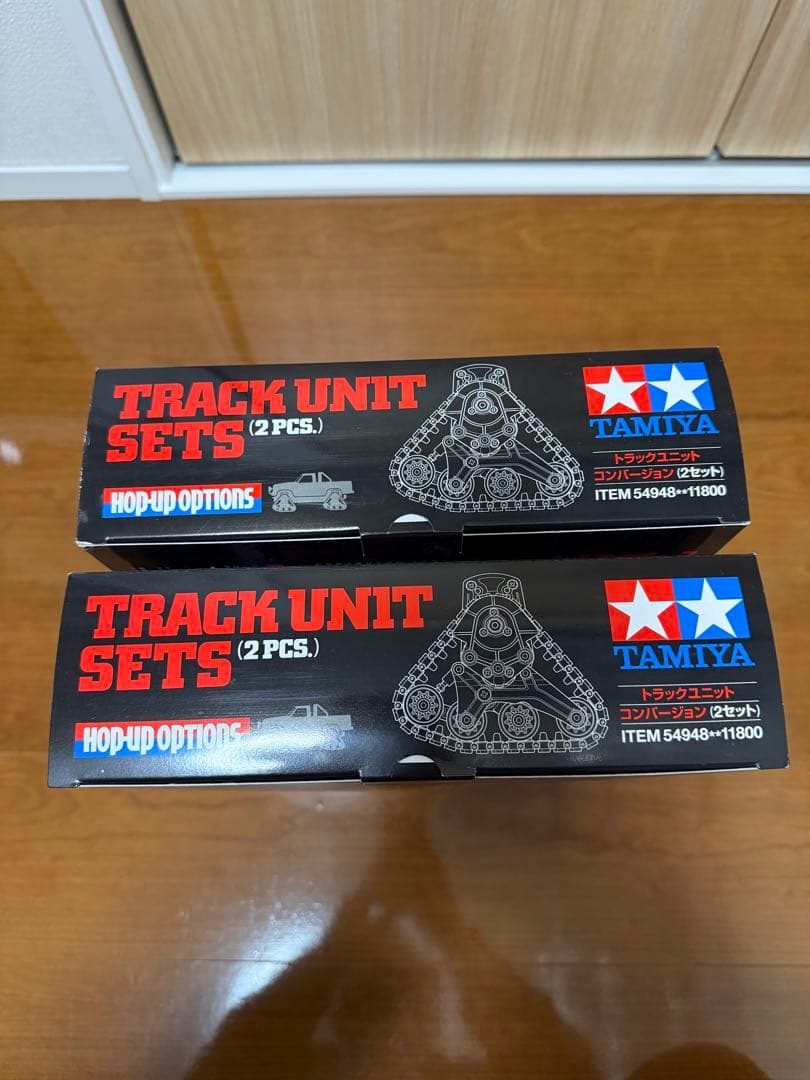 TRACK UNIT
SETS (2 PCS.)
HOP-UP OPTIONS
TAMIYA
トラックユニット
コンバージョン (2セット)
ITEM 54948**11800
TRACK UNIT
SETS (2 PCS.)
HOP-UP OPTIONS
TAMIYA
トラックユニット
コンバージョン (2セット)
ITEM 54948**11800